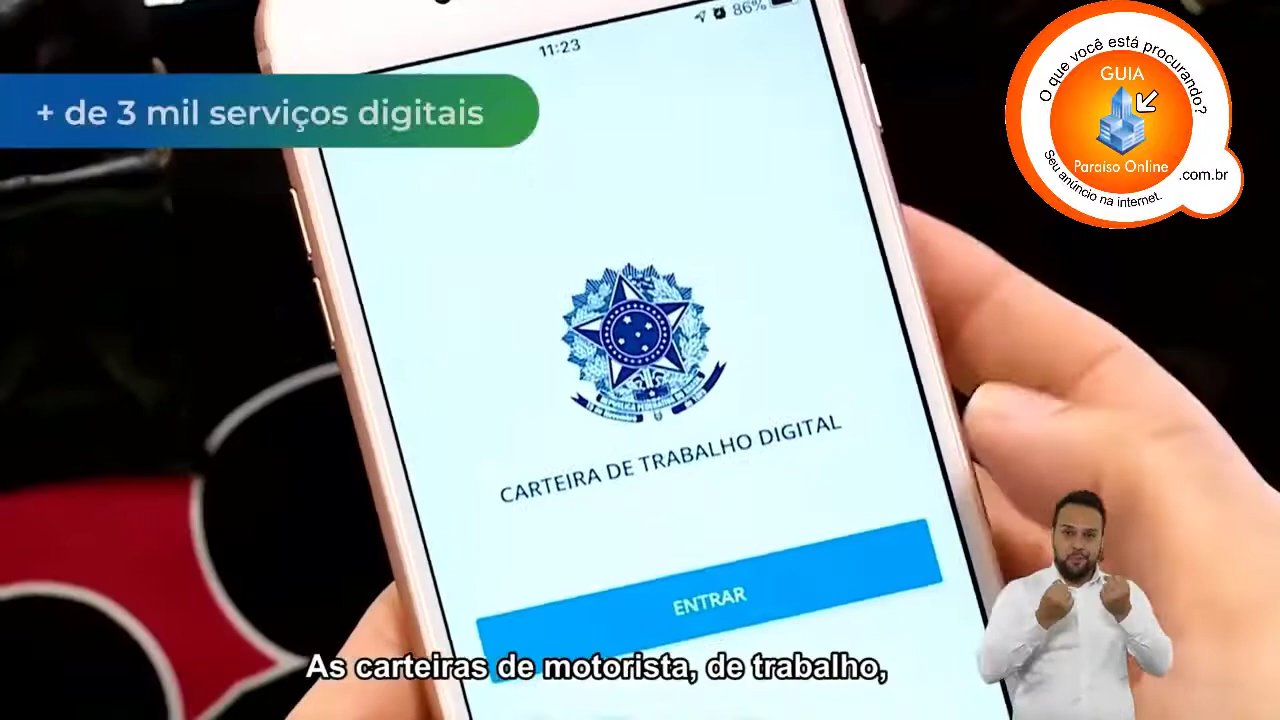 11:23
86%
+ de 3 mil serviços digitais
O que você está procurando?
GUIA
Paraíso Online
.com.br
Seu anúncio na internet.
CARTEIRA DE TRABALHO DIGITAL
ENTRAR
As carteiras de motorista, de trabalho,